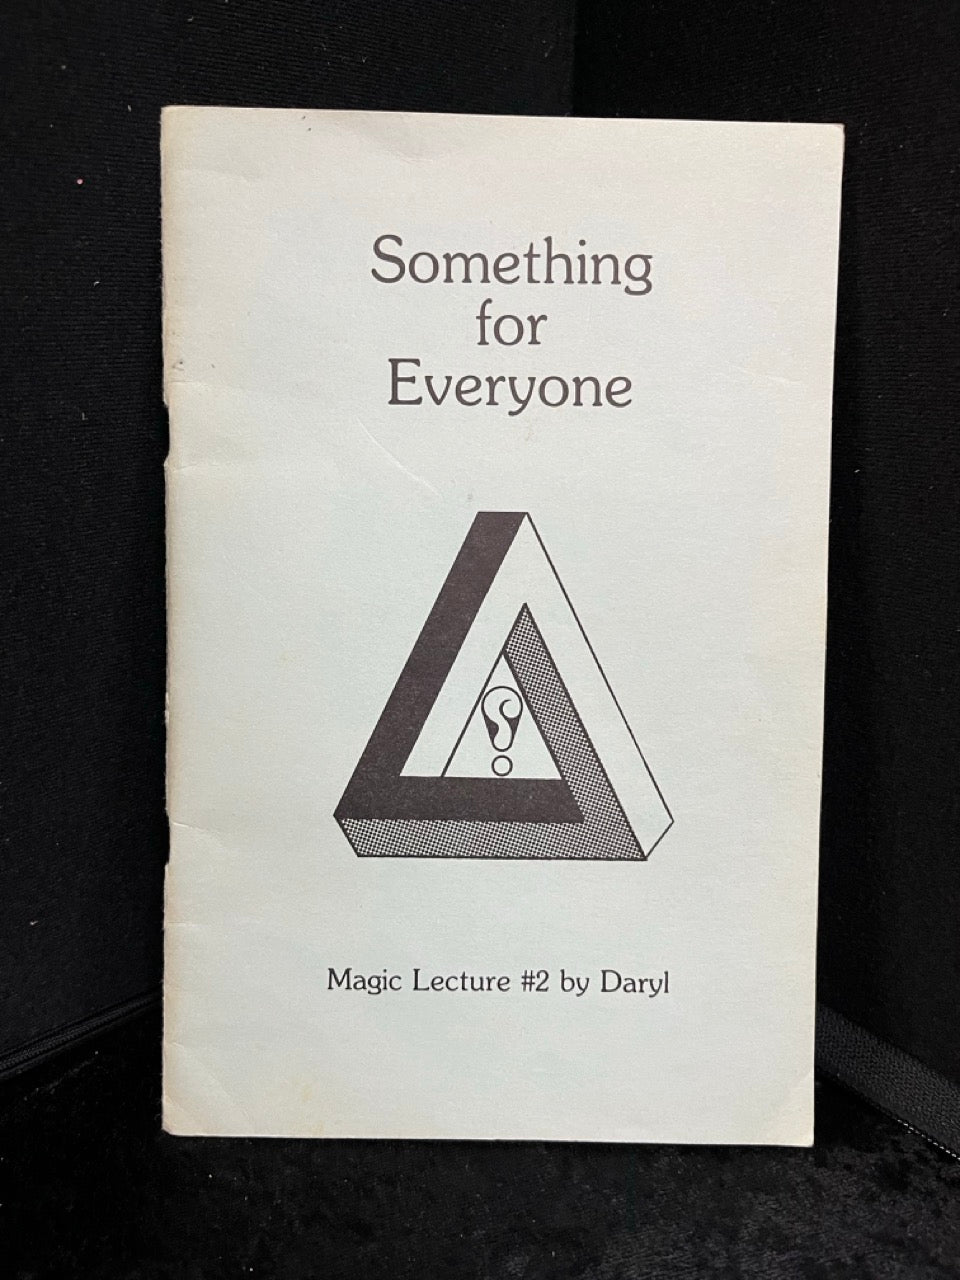 Something
for
Everyone
Magic Lecture #2 by Daryl